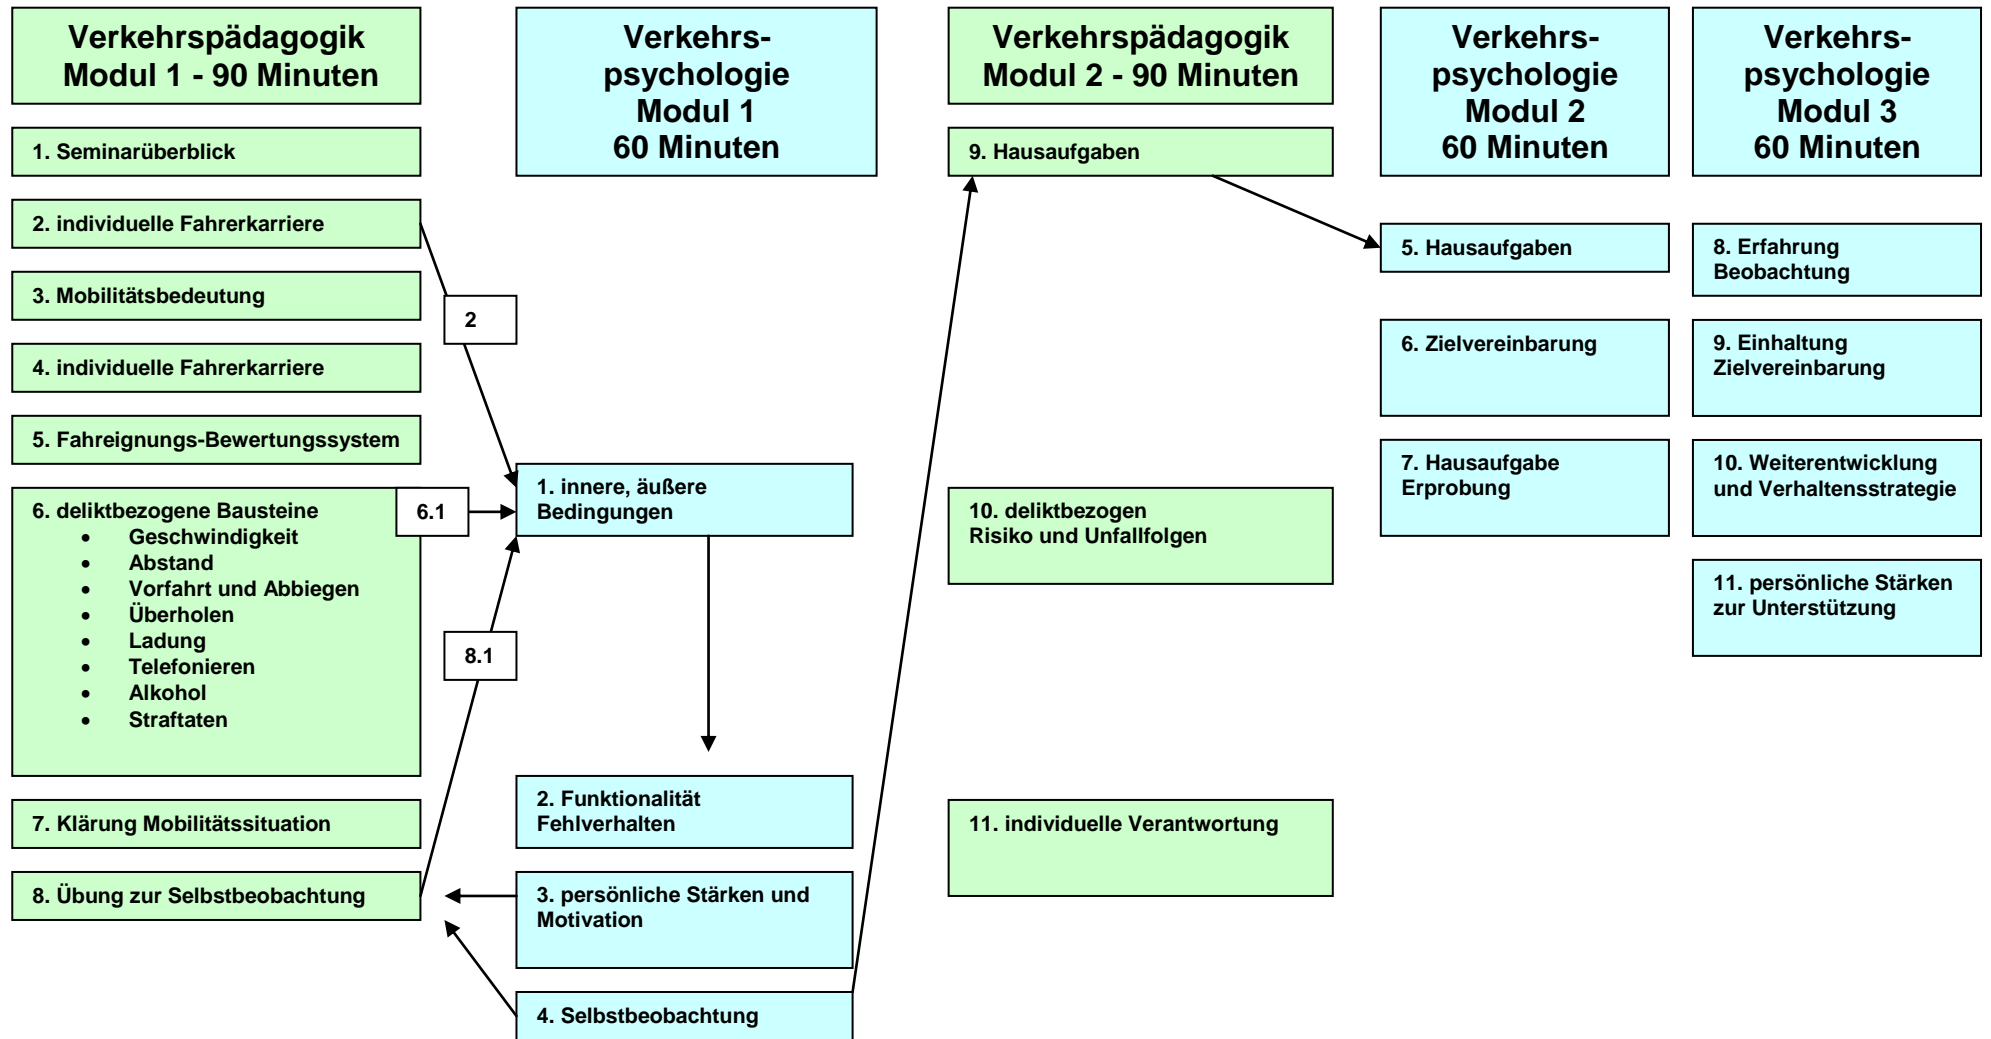 Verkehrspädagogik
Modul 1 - 90 Minuten
1. Seminarüberblick
2. individuelle Fahrerkarriere
3. Mobilitätsbedeutung
4. individuelle Fahrerkarriere
5. Fahreignungs-Bewertungssystem
6. deliktbezogene Bausteine
• Geschwindigkeit
• Abstand
• Vorfahrt und Abbiegen
• Überholen
• Ladung
• Telefonieren
• Alkohol
• Straftaten
7. Klärung Mobilitätssituation
8. Übung zur Selbstbeobachtung
2
6.1
8.1
Verkehrs-
psychologie
Modul 1
60 Minuten
1. innere, äußere
Bedingungen
2. Funktionalität
Fehlverhalten
3. persönliche Stärken und
Motivation
4. Selbstbeobachtung
Verkehrspädagogik
Modul 2 - 90 Minuten
9. Hausaufgaben
10. deliktbezogen
Risiko und Unfallfolgen
11. individuelle Verantwortung
Verkehrs-
psychologie
Modul 2
60 Minuten
5. Hausaufgaben
6. Zielvereinbarung
7. Hausaufgabe
Erprobung
Verkehrs-
psychologie
Modul 3
60 Minuten
8. Erfahrung
Beobachtung
9. Einhaltung
Zielvereinbarung
10. Weiterentwicklung
und Verhaltensstrategie
11. persönliche Stärken
zur Unterstützung